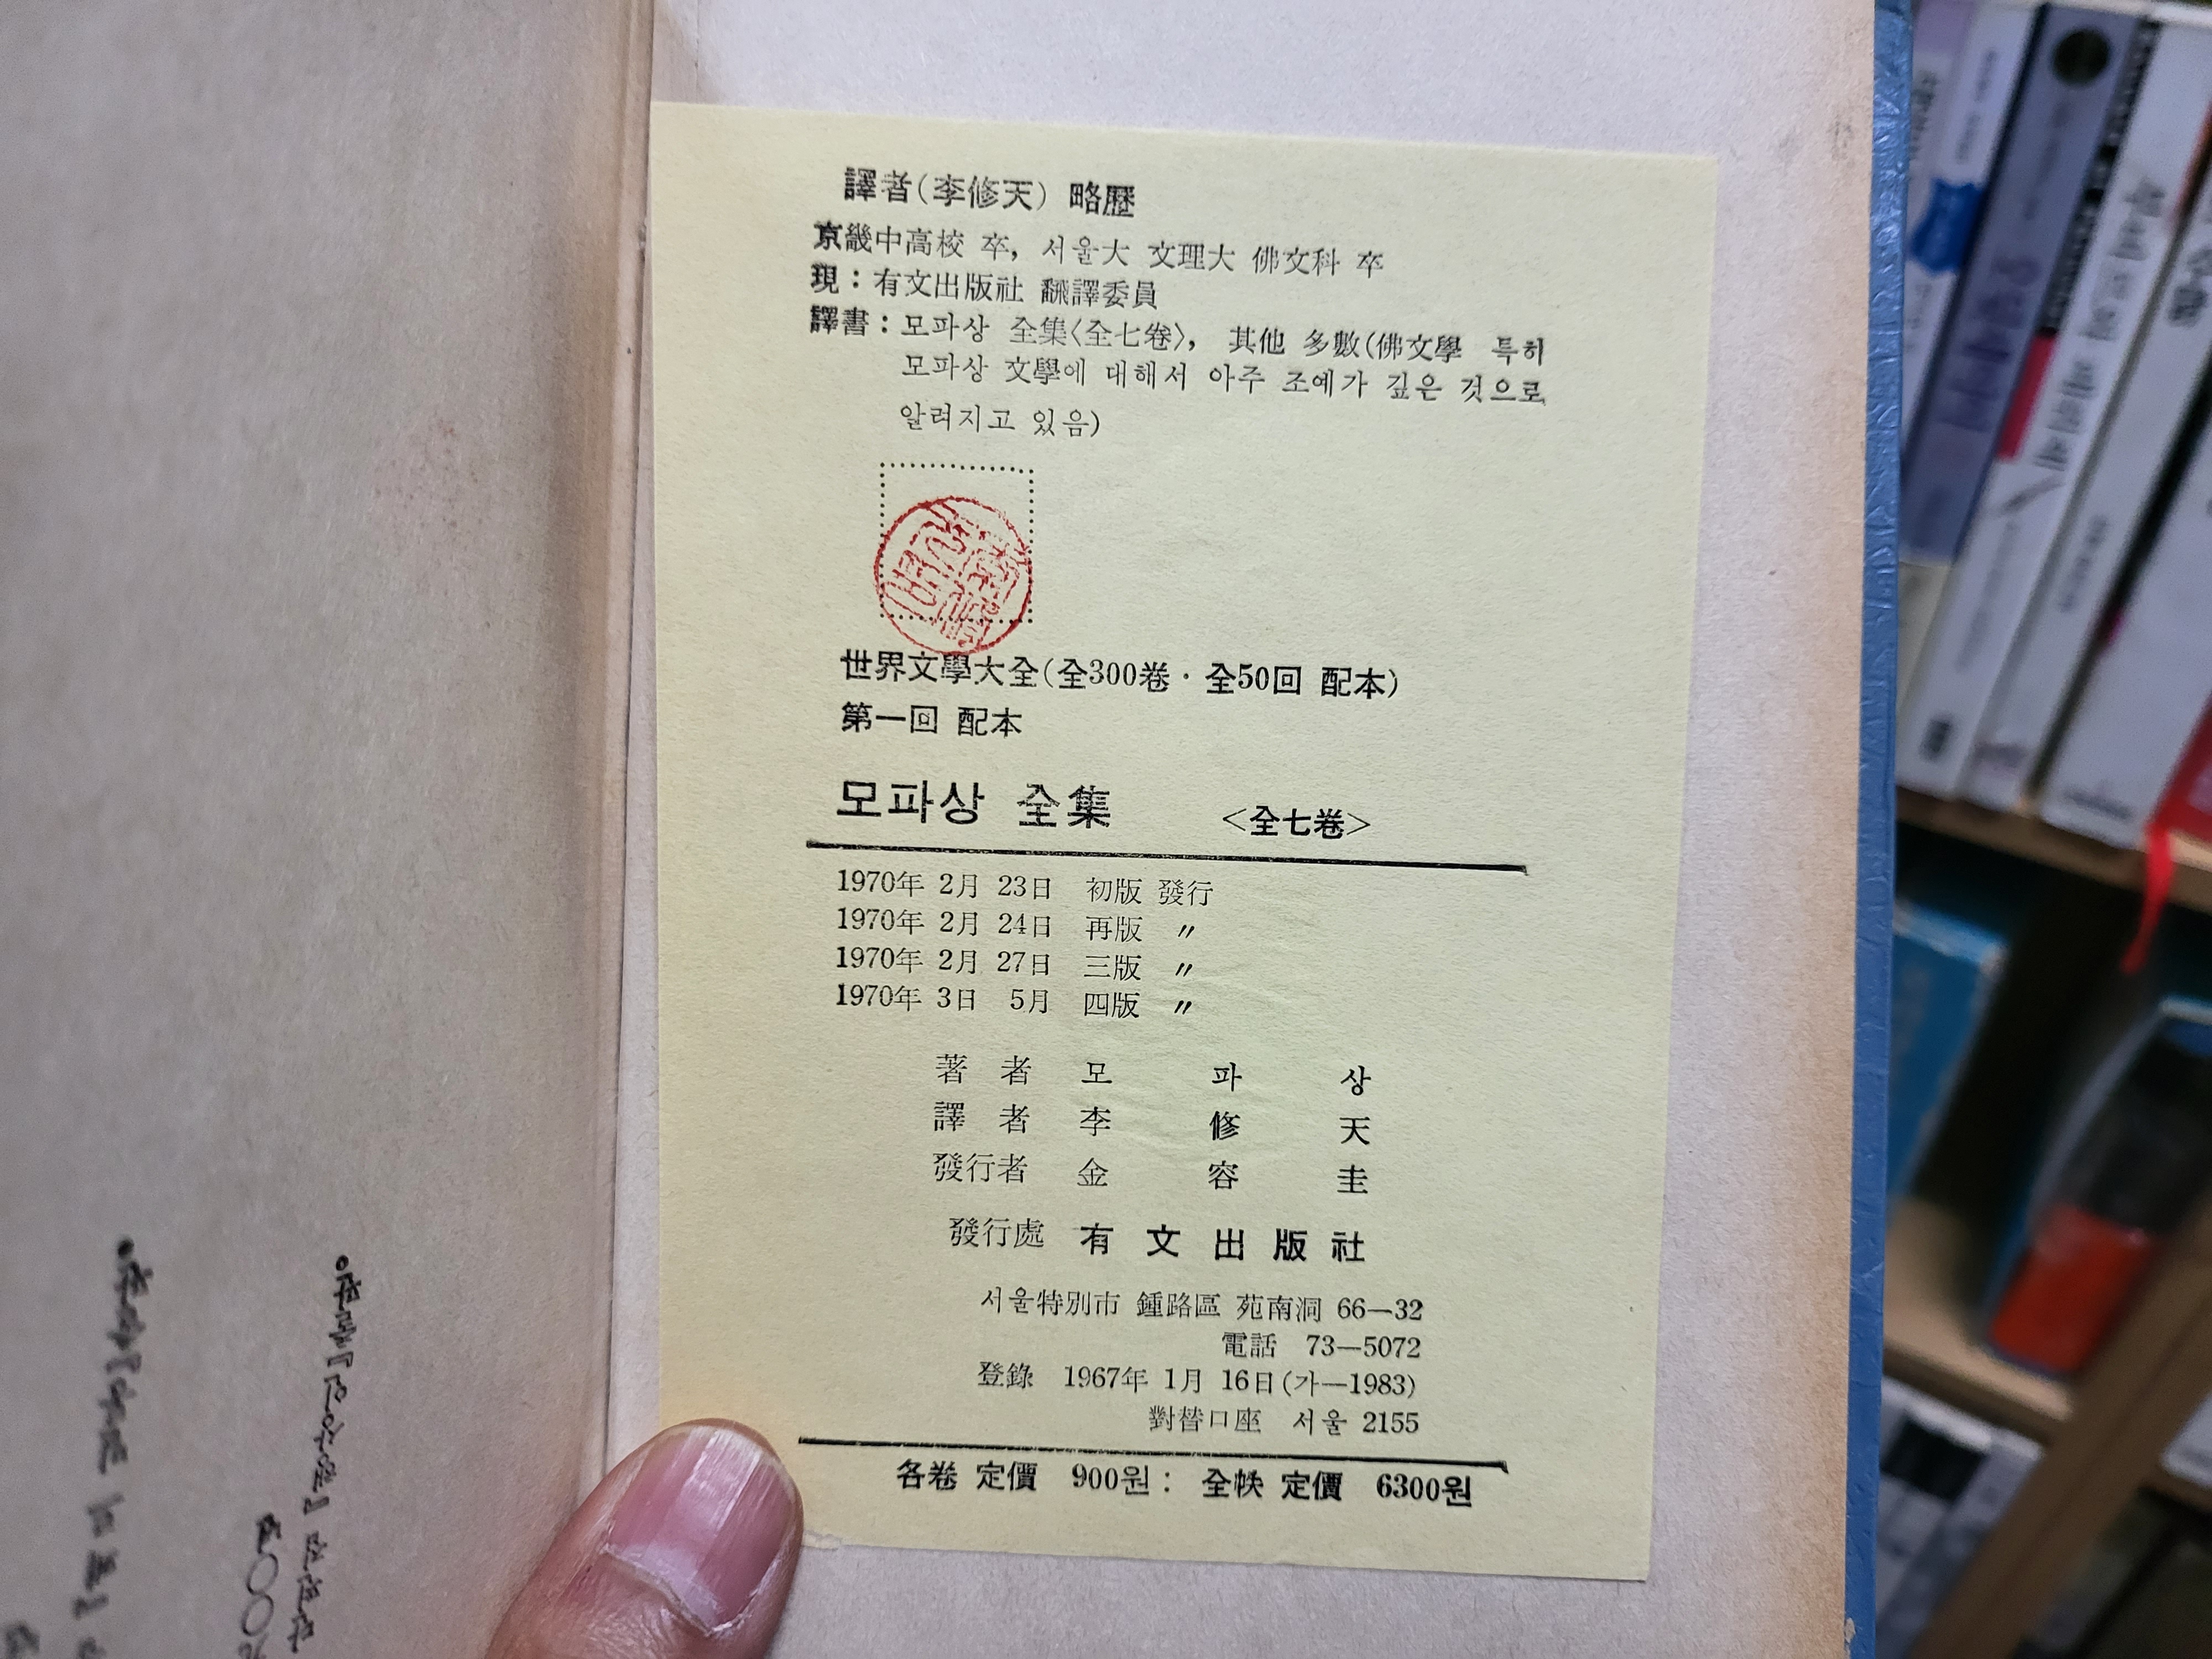 譯者(李修天) 略歷
京畿中高校 卒, 서울大 文理大 佛文科 卒
現:有文出版社 飜譯委員
譯書:모파상 全集〈全七卷〉, 其他 多數(佛文學 특히
모파상 文學에 대해서 아주 조예가 깊은 것으로
알려지고 있음)
世界文學大全(全300卷·全50回 配本)
第一回 配本
모파상 全集 <全七卷>
1970年 2月 23日 初版 發行
1970年 2月 24日 再版 〃
1970年 2月 27日 三版 〃
1970年 3日 5月 四版 〃
著者 모파상
譯者 李修天
發行者 金容圭
發行處 有文出版社
서울特別市 鍾路區 苑南洞 66—32
電話 73—5072
登錄 1967年 1月 16日(가—1983)
對替口座 서울 2155
各卷 定價 900원: 全帙 定價 6300원